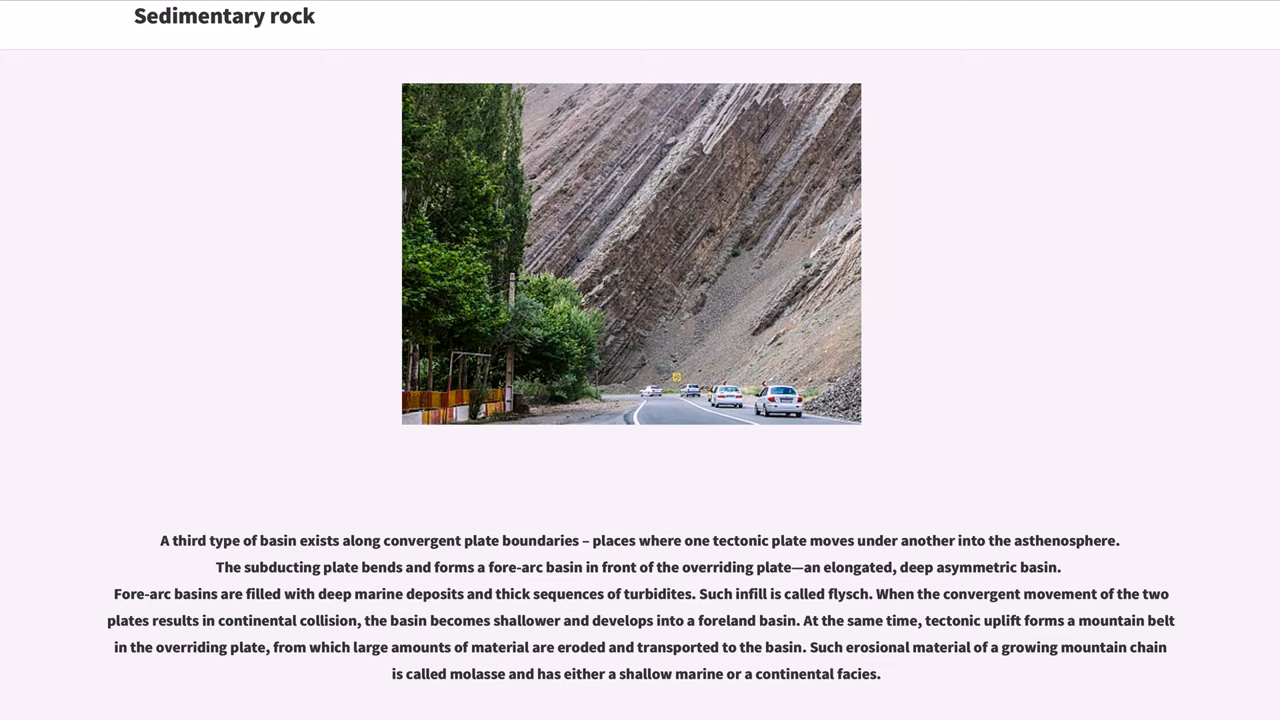 Sedimentary rock
A third type of basin exists along convergent plate boundaries – places where one tectonic plate moves under another into the asthenosphere.
The subducting plate bends and forms a fore-arc basin in front of the overriding plate—an elongated, deep asymmetric basin.
Fore-arc basins are filled with deep marine deposits and thick sequences of turbidites. Such infill is called flysch. When the convergent movement of the two
plates results in continental collision, the basin becomes shallower and develops into a foreland basin. At the same time, tectonic uplift forms a mountain belt
in the overriding plate, from which large amounts of material are eroded and transported to the basin. Such erosional material of a growing mountain chain
is called molasse and has either a shallow marine or a continental facies.